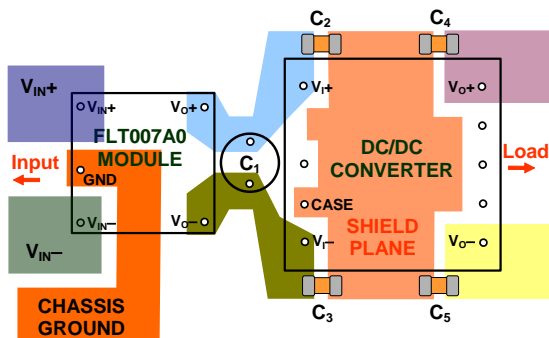 C2
C4
VIN+
VIN+
VO+
VI+
VO+
FLT007A0
MODULE
C1
DC/DC
CONVERTER
Input
Load
GND
CASE
VIN–
VIN–
VO–
VI–
SHIELD
PLANE
VO–
CHASSIS
GROUND
C3
C5